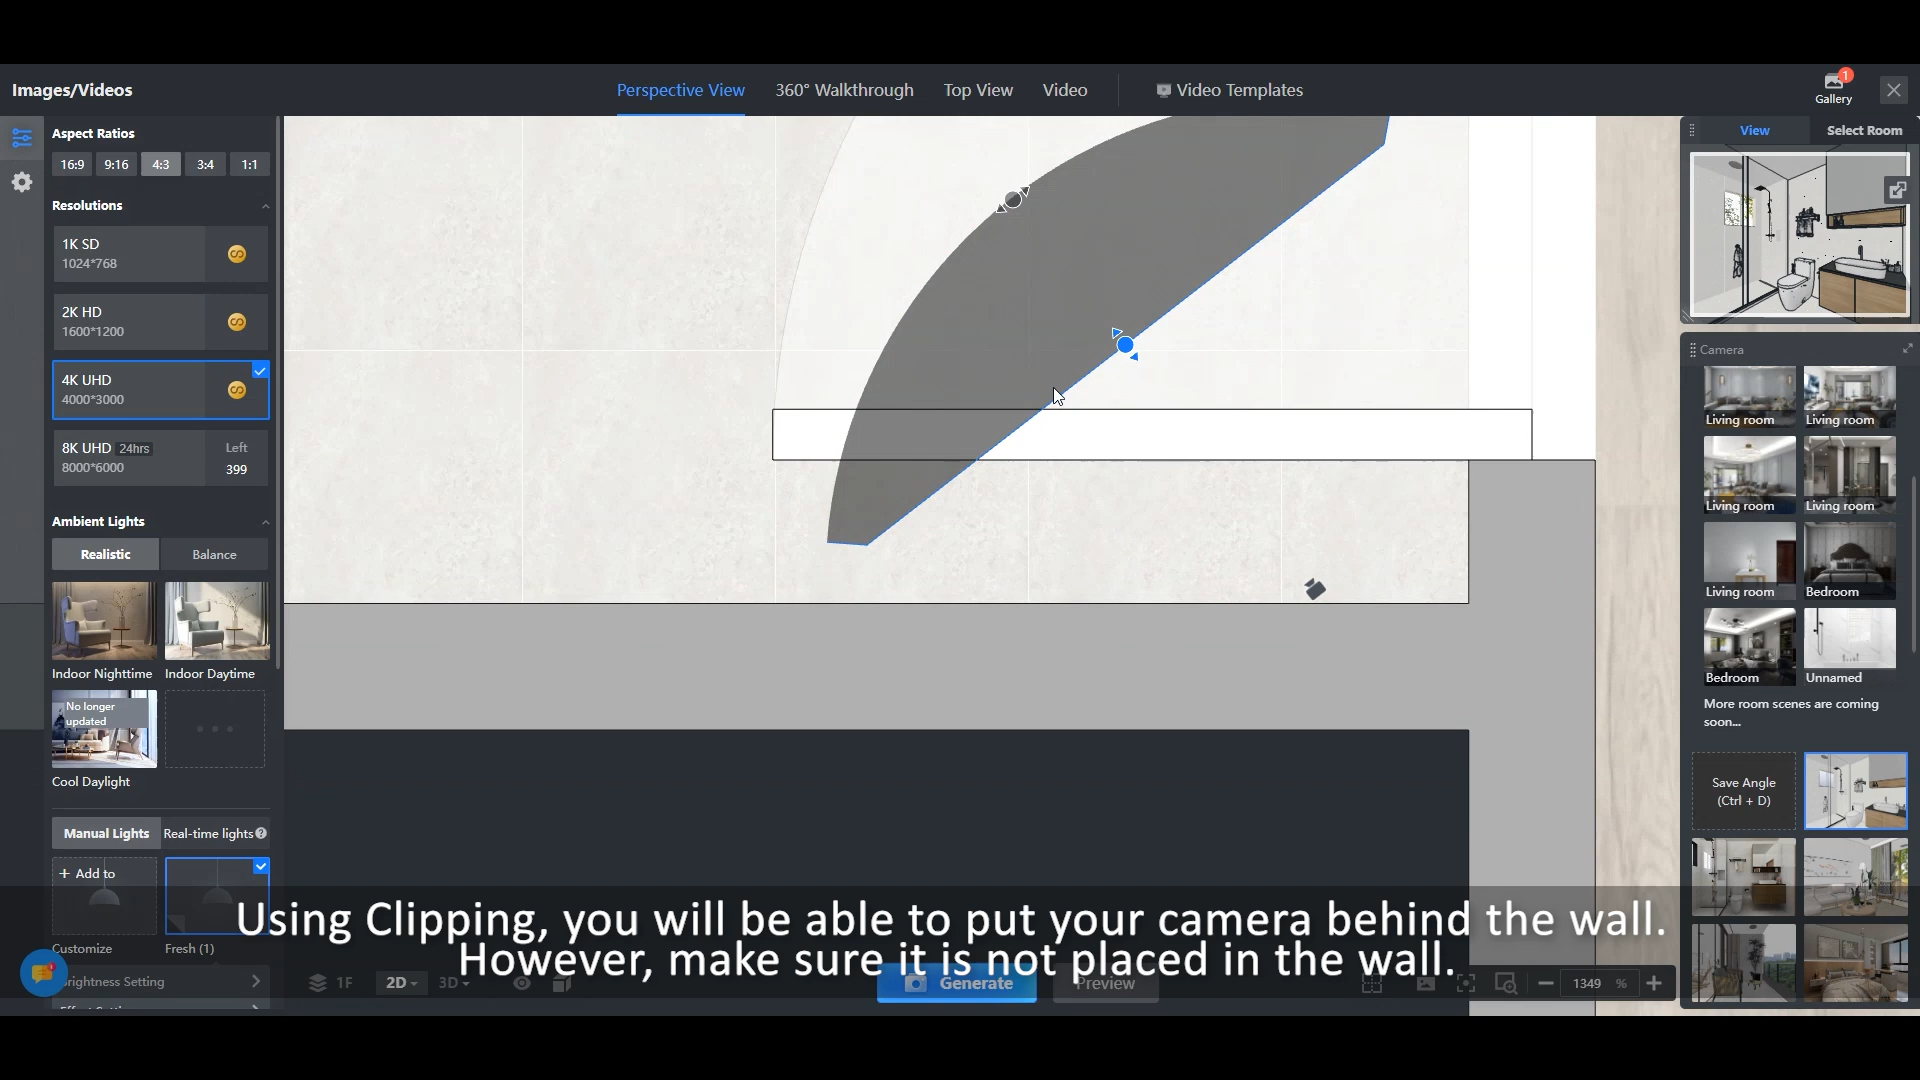 Images/Videos
Perspective View
360° Walkthrough
Top View
Video
Video Templates
1
Gallery
Aspect Ratios
16:9
9:16
4:3
3:4
1:1
Resolutions
1K SD
1024*768
2K HD
1600*1200
4K UHD
4000*3000
8K UHD 24hrs
8000*6000
Left
399
Ambient Lights
Realistic
Balance
Indoor Nighttime
Indoor Daytime
No longer
updated
Cool Daylight
Manual Lights
Real-time lights
+ Add to
Customize
Fresh (1)
Brightness Setting
View
Select Room
Camera
Living room
Living room
Living room
Living room
Living room
Bedroom
Bedroom
Unnamed
More room scenes are coming
soon...
Save Angle
(Ctrl + D)
Using Clipping, you will be able to put your camera behind the wall.
However, make sure it is not placed in the wall.
1F
2D
3D
Generate
Preview
1349 %